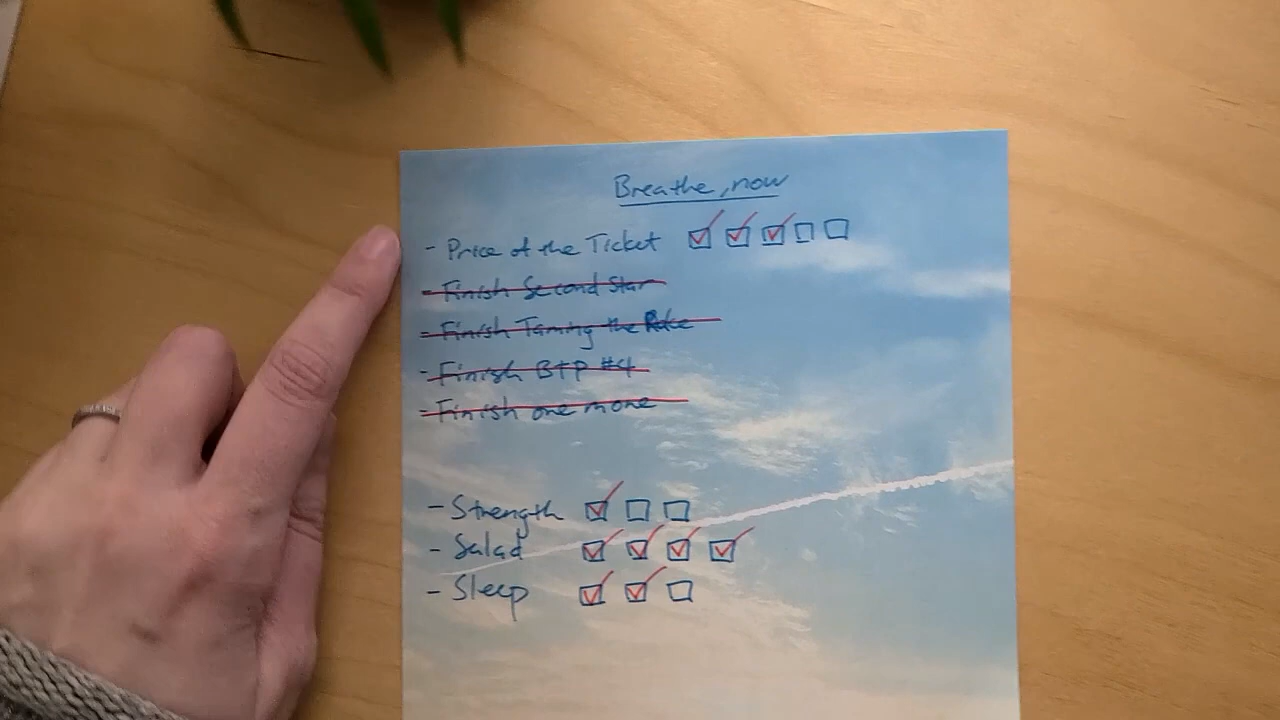 Breathe, now
- Price of the Ticket ☑ ☑ ☑ ☐ ☐
- Finish Second Star
- Finish Taming the Rake
- Finish BTP #4
- Finish one more
- Strength ☑ ☐ ☐
- Salad ☑ ☑ ☑ ☑
- Sleep ☑ ☑ ☐